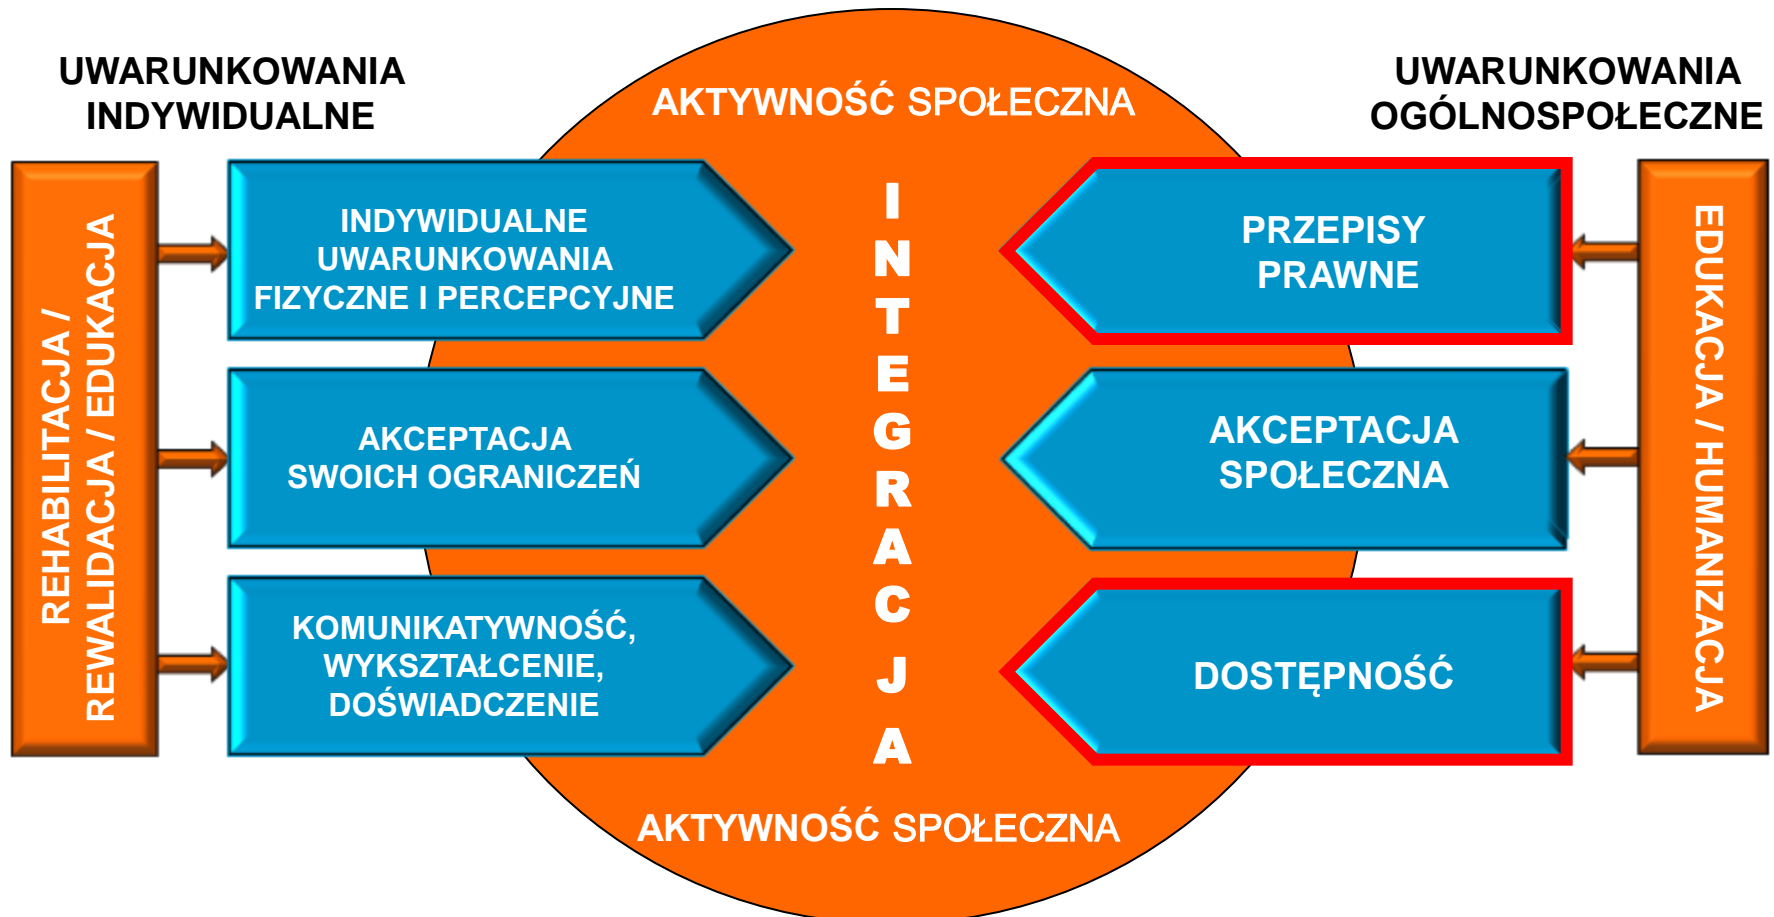 UWARUNKOWANIA
INDYWIDUALNE
REHABILITACJA /
REWALIDACJA / EDUKACJA
INDYWIDUALNE
UWARUNKOWANIA
FIZYCZNE I PERCEPCYJNE
AKCEPTACJA
SWOICH OGRANICZEŃ
KOMUNIKATYWNOŚĆ,
WYKSZTAŁCENIE,
DOŚWIADCZENIE
AKTYWNOŚĆ SPOŁECZNA
INTEGRACJA
AKTYWNOŚĆ SPOŁECZNA
UWARUNKOWANIA
OGÓLNOSPOŁECZNE
PRZEPISY
PRAWNE
AKCEPTACJA
SPOŁECZNA
DOSTĘPNOŚĆ
EDUKACJA / HUMANIZACJA